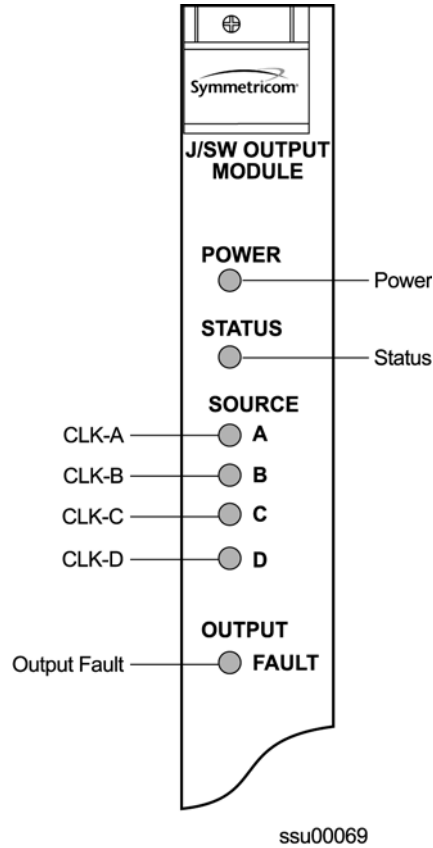 Symmetricom
J/SW OUTPUT
MODULE
POWER
Power
STATUS
Status
SOURCE
CLK-A A
CLK-B B
CLK-C C
CLK-D D
OUTPUT
Output Fault FAULT
ssu00069